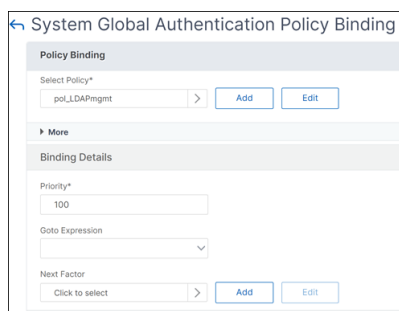 System Global Authentication Policy Binding
Policy Binding
Select Policy*
pol_LDAPmgmt
Add
Edit
More
Binding Details
Priority*
100
Goto Expression
Next Factor
Click to select
Add
Edit